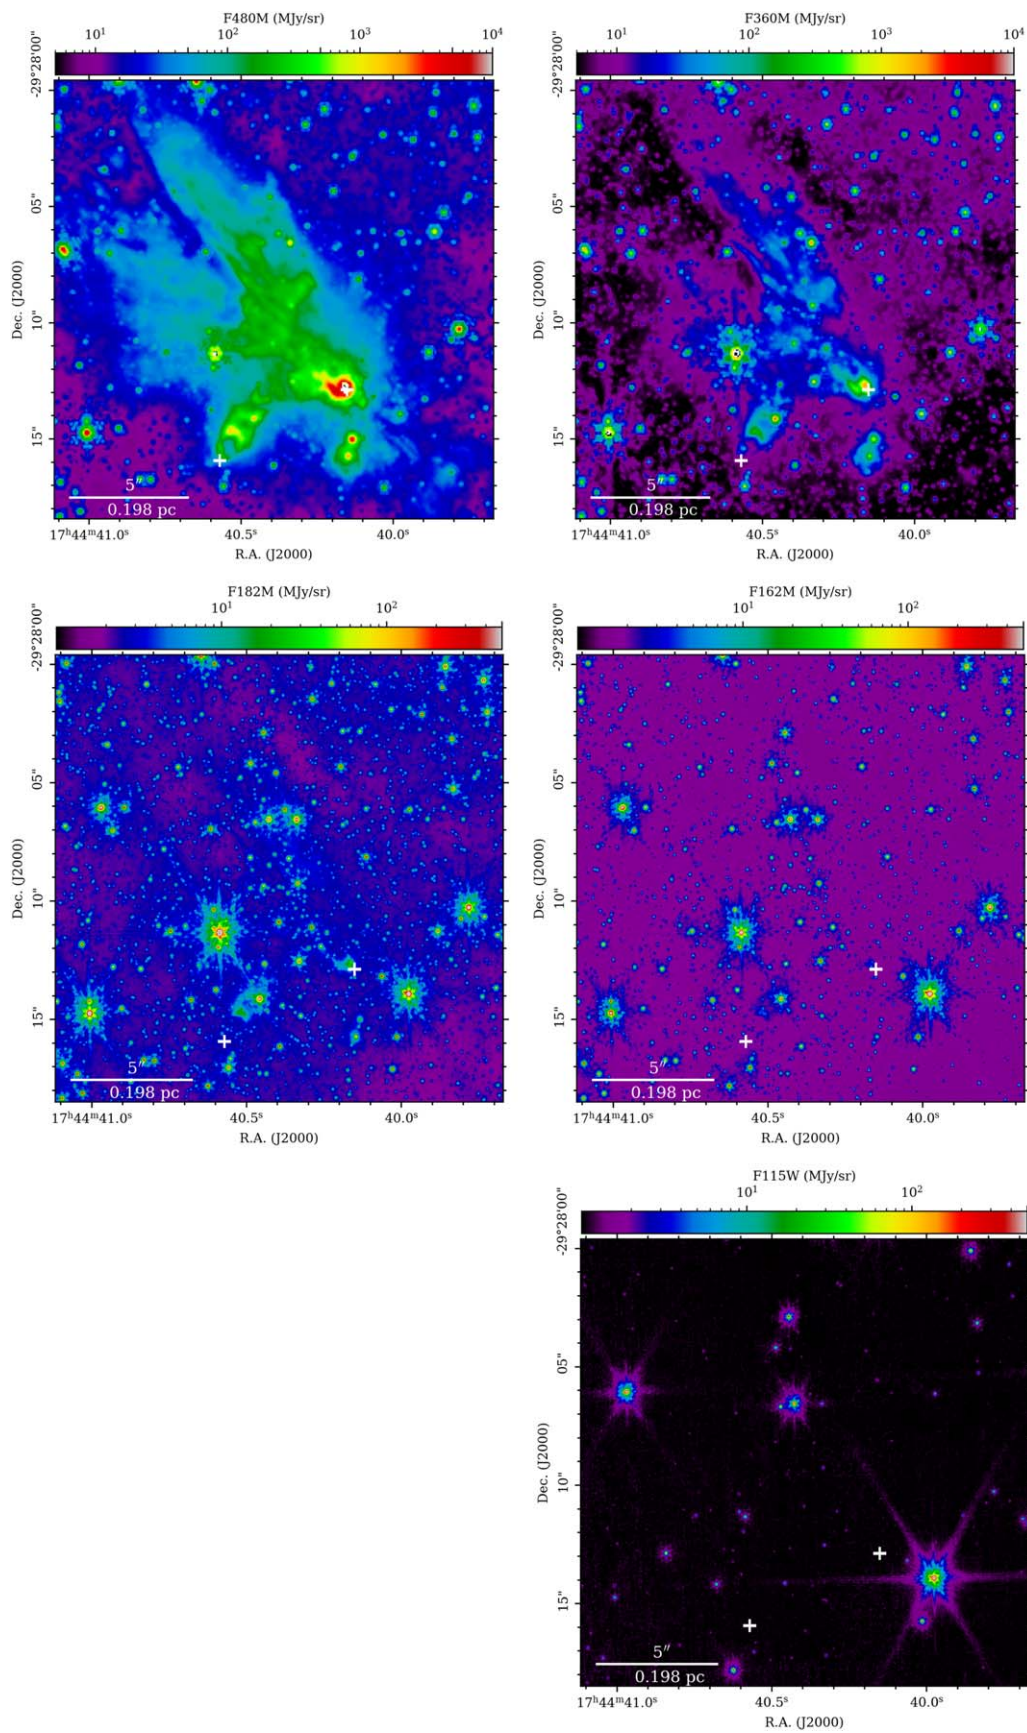 F480M (MJy/sr)
10¹ 10² 10³ 10⁴
-29°28'00"
05"
10"
15"
Dec. (J2000)
5″
0.198 pc
17ʰ44ᵐ41.0ˢ 40.5ˢ 40.0ˢ
R.A. (J2000)
F360M (MJy/sr)
10¹ 10² 10³ 10⁴
-29°28'00"
05"
10"
15"
Dec. (J2000)
5″
0.198 pc
17ʰ44ᵐ41.0ˢ 40.5ˢ 40.0ˢ
R.A. (J2000)
F182M (MJy/sr)
10¹ 10²
-29°28'00"
05"
10"
15"
Dec. (J2000)
5″
0.198 pc
17ʰ44ᵐ41.0ˢ 40.5ˢ 40.0ˢ
R.A. (J2000)
F162M (MJy/sr)
10¹ 10²
-29°28'00"
05"
10"
15"
Dec. (J2000)
5″
0.198 pc
17ʰ44ᵐ41.0ˢ 40.5ˢ 40.0ˢ
R.A. (J2000)
F115W (MJy/sr)
10¹ 10²
-29°28'00"
05"
10"
15"
Dec. (J2000)
5″
0.198 pc
17ʰ44ᵐ41.0ˢ 40.5ˢ 40.0ˢ
R.A. (J2000)